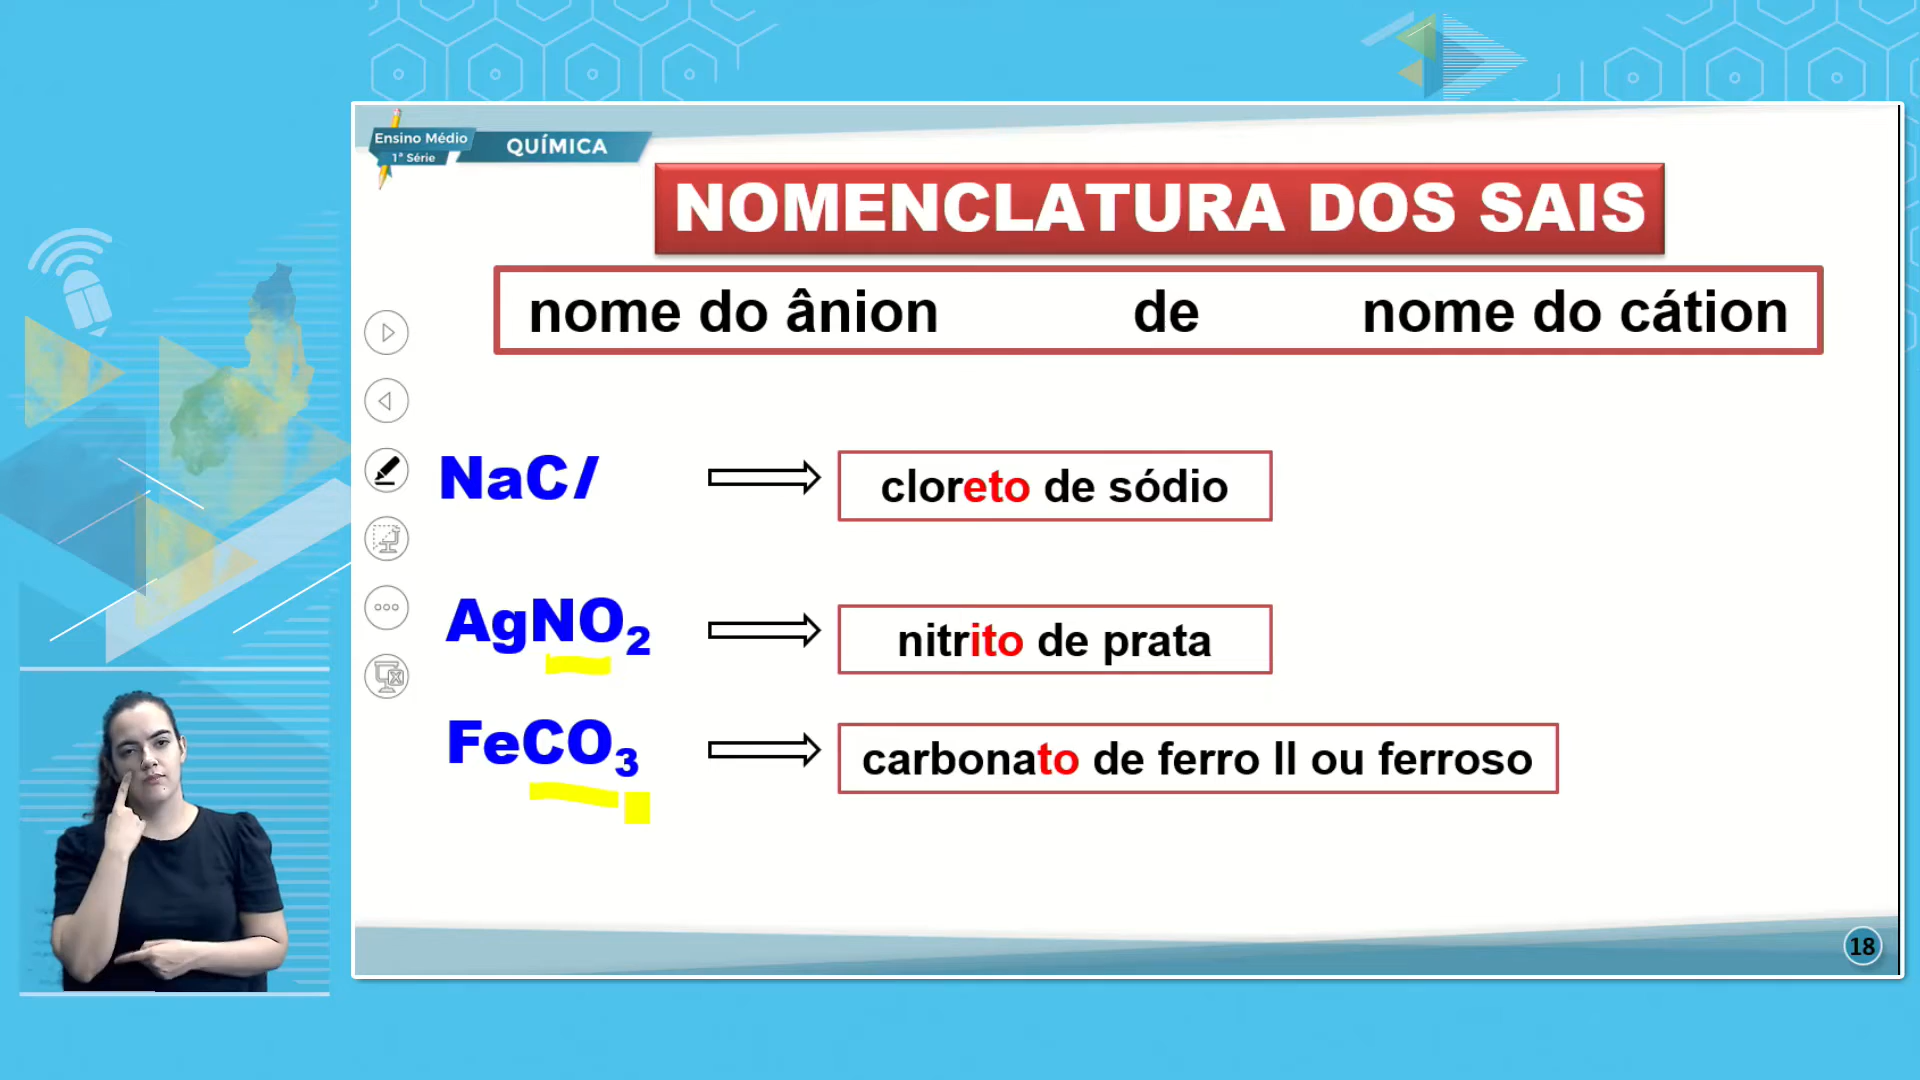 Ensino Médio
1ª Série
QUÍMICA
NOMENCLATURA DOS SAIS
nome do ânion de nome do cátion
NaCl
cloreto de sódio
AgNO₂
nitrito de prata
FeCO₃
carbonato de ferro II ou ferroso
18